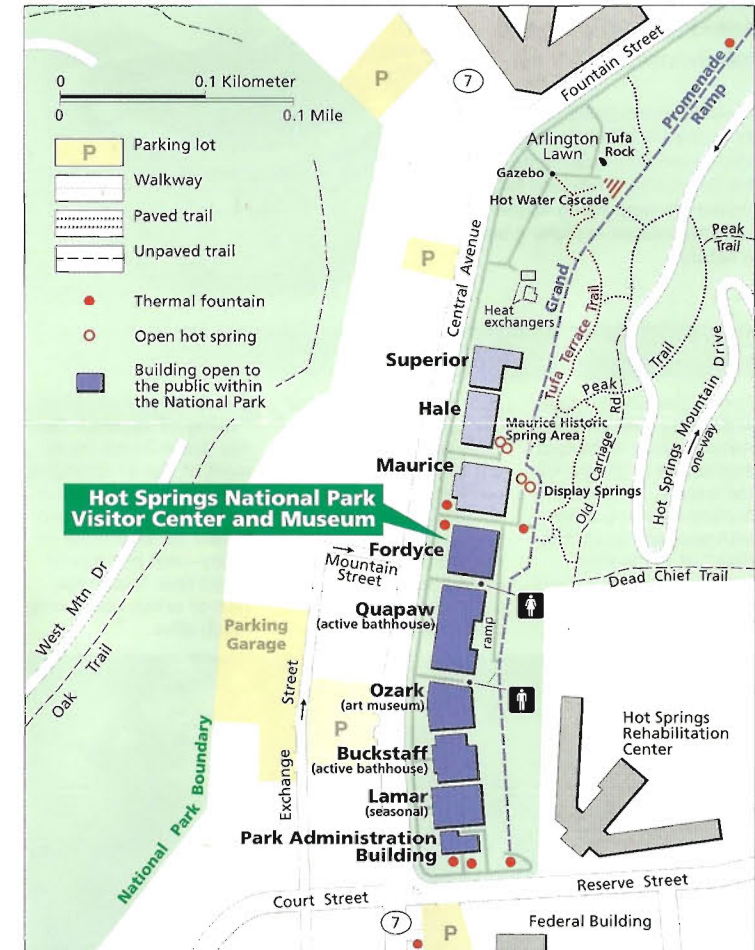 0 0.1 Kilometer
0 0.1 Mile
P Parking lot
Walkway
Paved trail
Unpaved trail
Thermal fountain
Open hot spring
Building open to
the public within
the National Park
P
7
Fountain Street
Promenade
Ramp
Arlington
Lawn
Tufa
Rock
Gazebo
Hot Water Cascade
P
Central Avenue
Grand
Heat
exchangers
Tufa Terrace Trail
Peak
Trail
Superior
Hale
Peak Trail
Maurice Historic
Spring Area
Maurice
Display Springs
Old Carriage Rd
Hot Springs Mountain Drive
one-way
Hot Springs National Park
Visitor Center and Museum
Fordyce
Mountain
Street
Dead Chief Trail
West Mtn Dr
Oak Trail
Quapaw
(active bathhouse)
ramp
Parking
Garage
Ozark
(art museum)
P
Exchange Street
Buckstaff
(active bathhouse)
Lamar
(seasonal)
Park Administration
Building
Hot Springs
Rehabilitation
Center
National Park Boundary
Court Street
Reserve Street
7
P
Federal Building